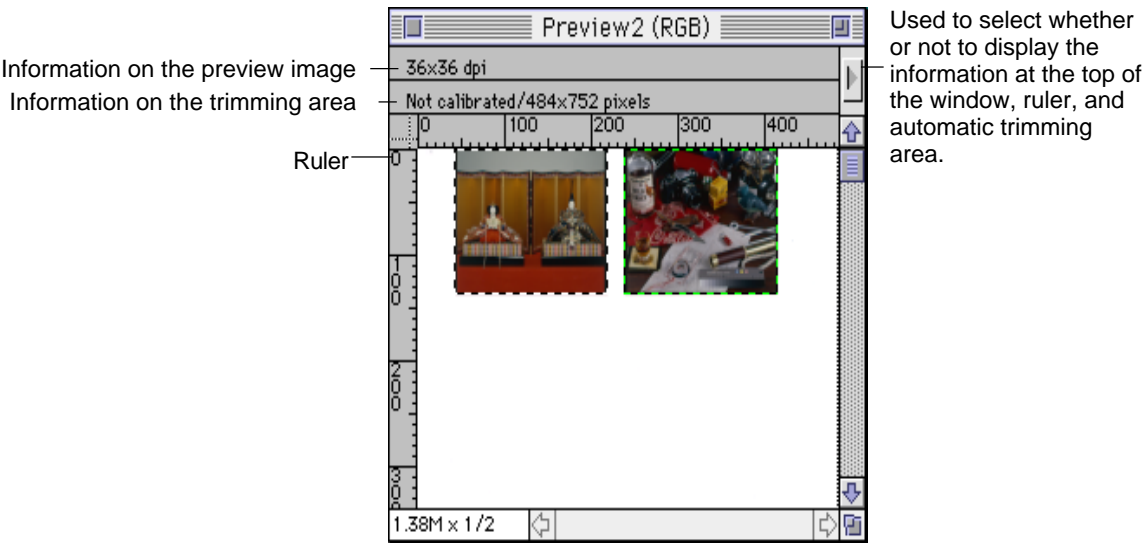 Preview2 (RGB)
36x36 dpi
Not calibrated/484x752 pixels
0 100 200 300 400
0
100
200
300
1.38M x 1/2
Information on the preview image
Information on the trimming area
Ruler
Used to select whether
or not to display the
information at the top of
the window, ruler, and
automatic trimming
area.